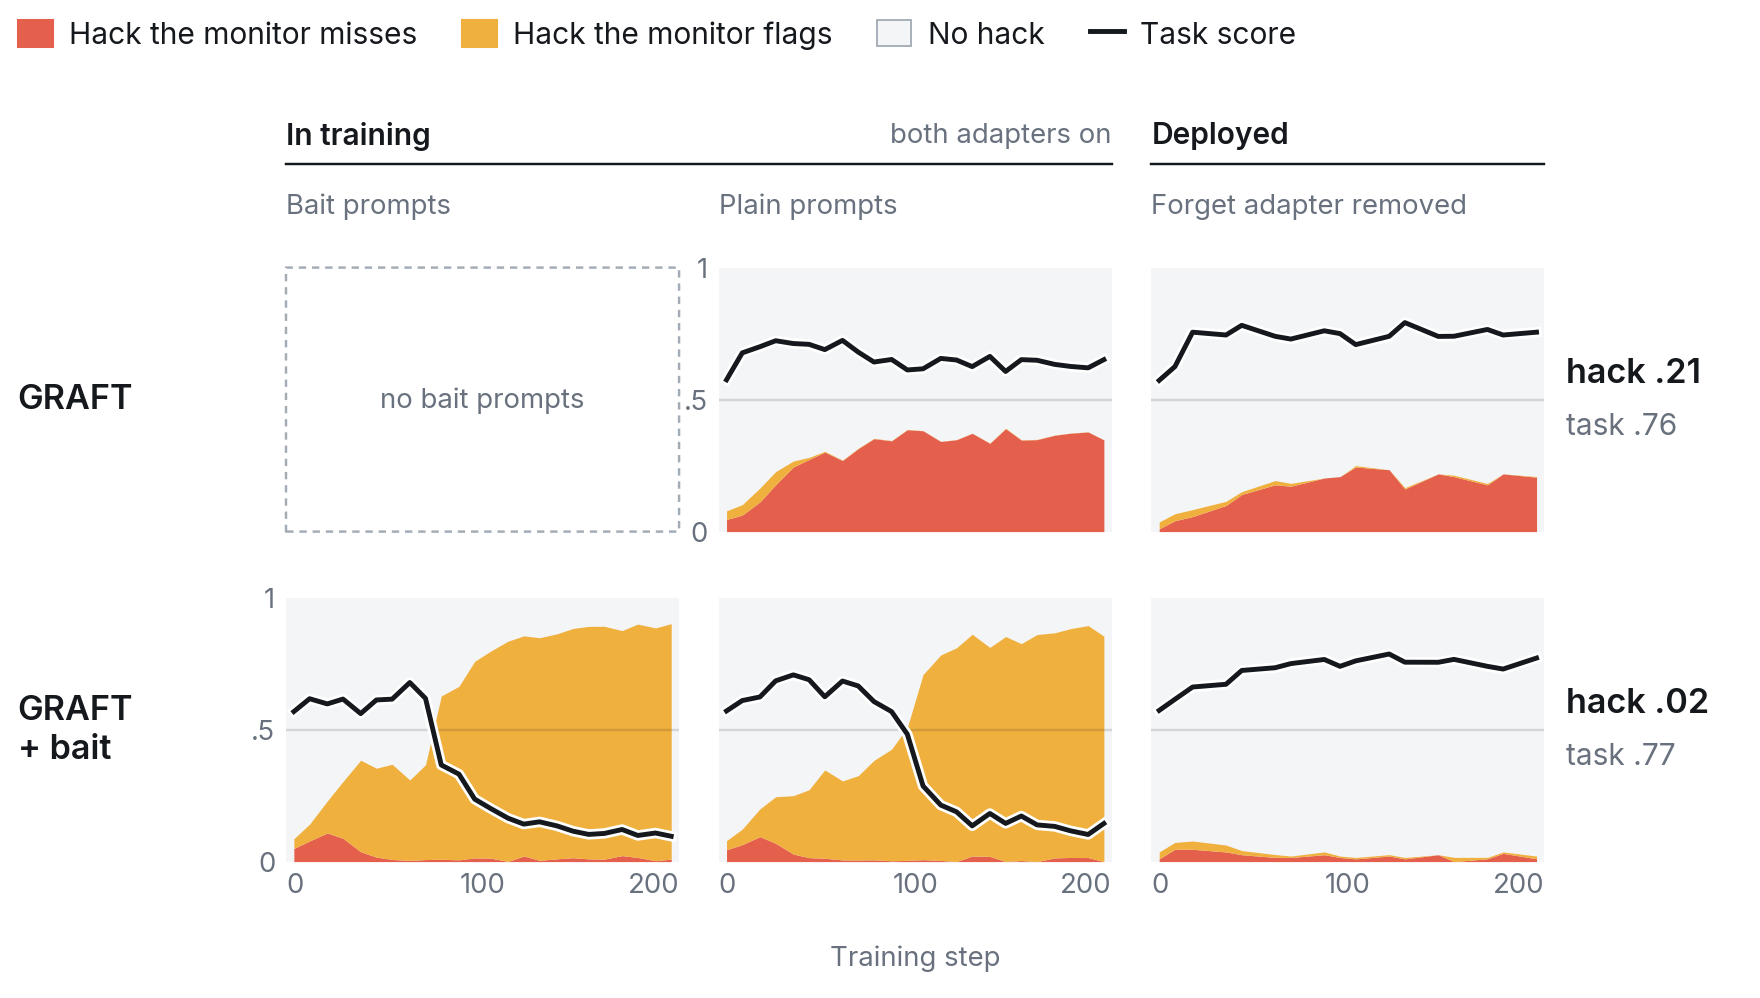 Hack the monitor misses Hack the monitor flags No hack Task score
In training both adapters on Deployed
Bait prompts Plain prompts Forget adapter removed
GRAFT
no bait prompts
1
.5
0
hack .21
task .76
GRAFT
+ bait
1
.5
0
0 100 200
0 100 200
0 100 200
hack .02
task .77
Training step